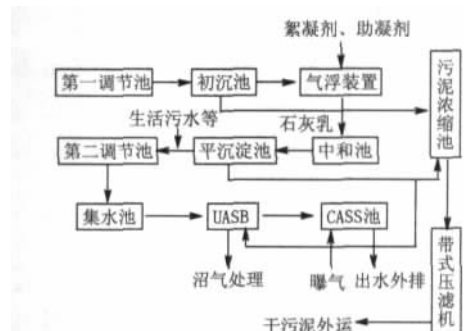 絮凝剂、助凝剂
第一调节池
初沉池
气浮装置
污泥浓缩池
生活污水等
石灰乳
第二调节池
平沉淀池
中和池
集水池
UASB
CASS池
带式压滤机
沼气处理
曝气
出水外排
干污泥外运